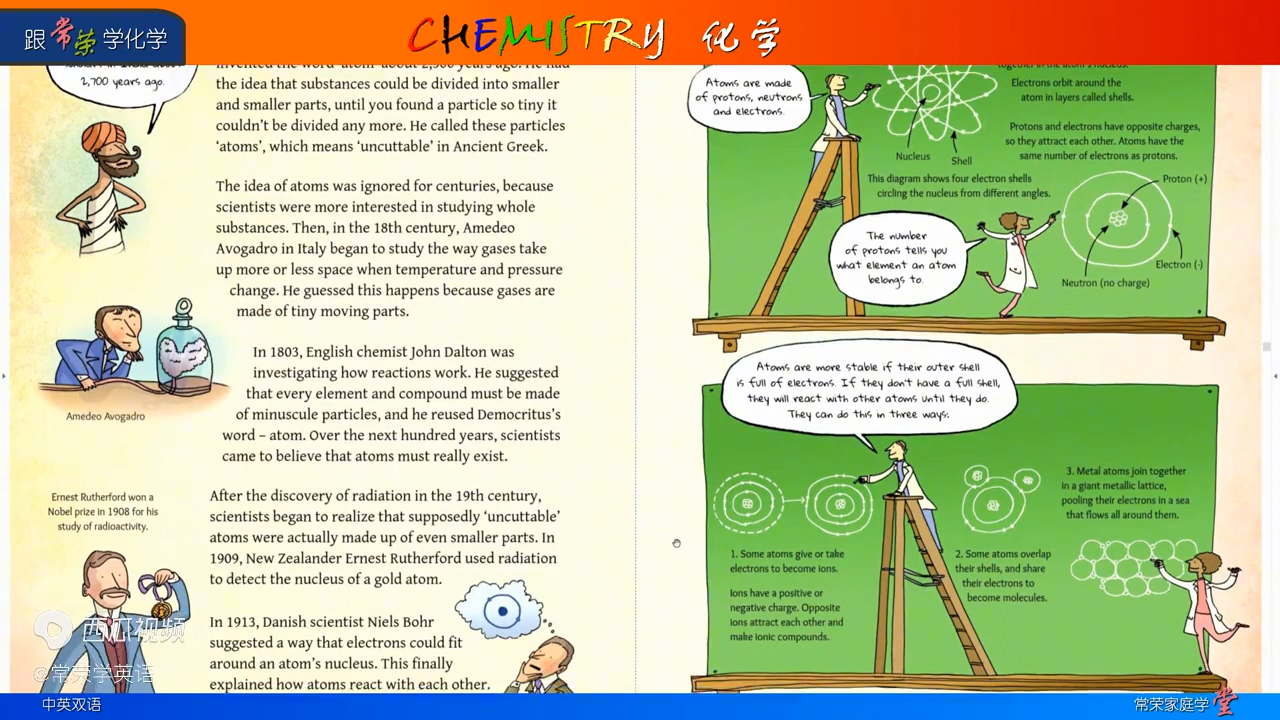 跟常荣学化学
CHEMISTRY 化学
2,700 years ago.
invented the word 'atom' about 2,500 years ago. He had
the idea that substances could be divided into smaller
and smaller parts, until you found a particle so tiny it
couldn't be divided any more. He called these particles
'atoms', which means 'uncuttable' in Ancient Greek.
The idea of atoms was ignored for centuries, because
scientists were more interested in studying whole
substances. Then, in the 18th century, Amedeo
Avogadro in Italy began to study the way gases take
up more or less space when temperature and pressure
change. He guessed this happens because gases are
made of tiny moving parts.
Amedeo Avogadro
In 1803, English chemist John Dalton was
investigating how reactions work. He suggested
that every element and compound must be made
of minuscule particles, and he reused Democritus's
word – atom. Over the next hundred years, scientists
came to believe that atoms must really exist.
Ernest Rutherford won a
Nobel prize in 1908 for his
study of radioactivity.
After the discovery of radiation in the 19th century,
scientists began to realize that supposedly 'uncuttable'
atoms were actually made up of even smaller parts. In
1909, New Zealander Ernest Rutherford used radiation
to detect the nucleus of a gold atom.
In 1913, Danish scientist Niels Bohr
suggested a way that electrons could fit
around an atom's nucleus. This finally
explained how atoms react with each other.
Atoms are made
of protons, neutrons
and electrons.
together in the atom's nucleus.
Electrons orbit around the
atom in layers called shells.
Protons and electrons have opposite charges,
so they attract each other. Atoms have the
same number of electrons as protons.
Nucleus
Shell
This diagram shows four electron shells
circling the nucleus from different angles.
Proton (+)
The number
of protons tells you
what element an atom
belongs to.
Electron (-)
Neutron (no charge)
Atoms are more stable if their outer shell
is full of electrons. If they don't have a full shell,
they will react with other atoms until they do.
They can do this in three ways:
1. Some atoms give or take
electrons to become ions.
Ions have a positive or
negative charge. Opposite
ions attract each other and
make ionic compounds.
2. Some atoms overlap
their shells, and share
their electrons to
become molecules.
3. Metal atoms join together
in a giant metallic lattice,
pooling their electrons in a sea
that flows all around them.
西瓜视频
@常荣学英语
中英双语
常荣家庭学堂